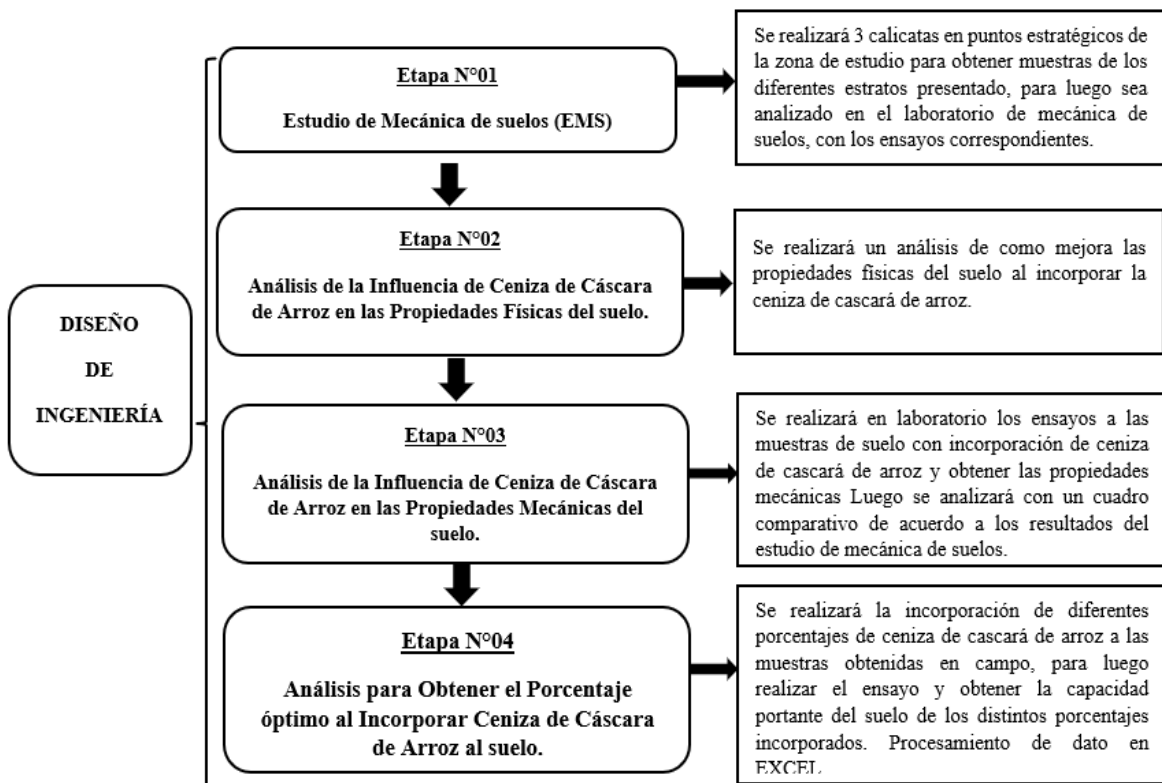 DISEÑO
DE
INGENIERÍA
Etapa N°01
Estudio de Mecánica de suelos (EMS)
Se realizará 3 calicatas en puntos estratégicos de
la zona de estudio para obtener muestras de los
diferentes estratos presentado, para luego sea
analizado en el laboratorio de mecánica de
suelos, con los ensayos correspondientes.
Etapa N°02
Análisis de la Influencia de Ceniza de Cáscara
de Arroz en las Propiedades Físicas del suelo.
Se realizará un análisis de como mejora las
propiedades físicas del suelo al incorporar la
ceniza de cascará de arroz.
Etapa N°03
Análisis de la Influencia de Ceniza de Cáscara
de Arroz en las Propiedades Mecánicas del
suelo.
Se realizará en laboratorio los ensayos a las
muestras de suelo con incorporación de ceniza
de cascará de arroz y obtener las propiedades
mecánicas Luego se analizará con un cuadro
comparativo de acuerdo a los resultados del
estudio de mecánica de suelos.
Etapa N°04
Análisis para Obtener el Porcentaje
óptimo al Incorporar Ceniza de Cáscara
de Arroz al suelo.
Se realizará la incorporación de diferentes
porcentajes de ceniza de cascará de arroz a las
muestras obtenidas en campo, para luego
realizar el ensayo y obtener la capacidad
portante del suelo de los distintos porcentajes
incorporados. Procesamiento de dato en
EXCEL